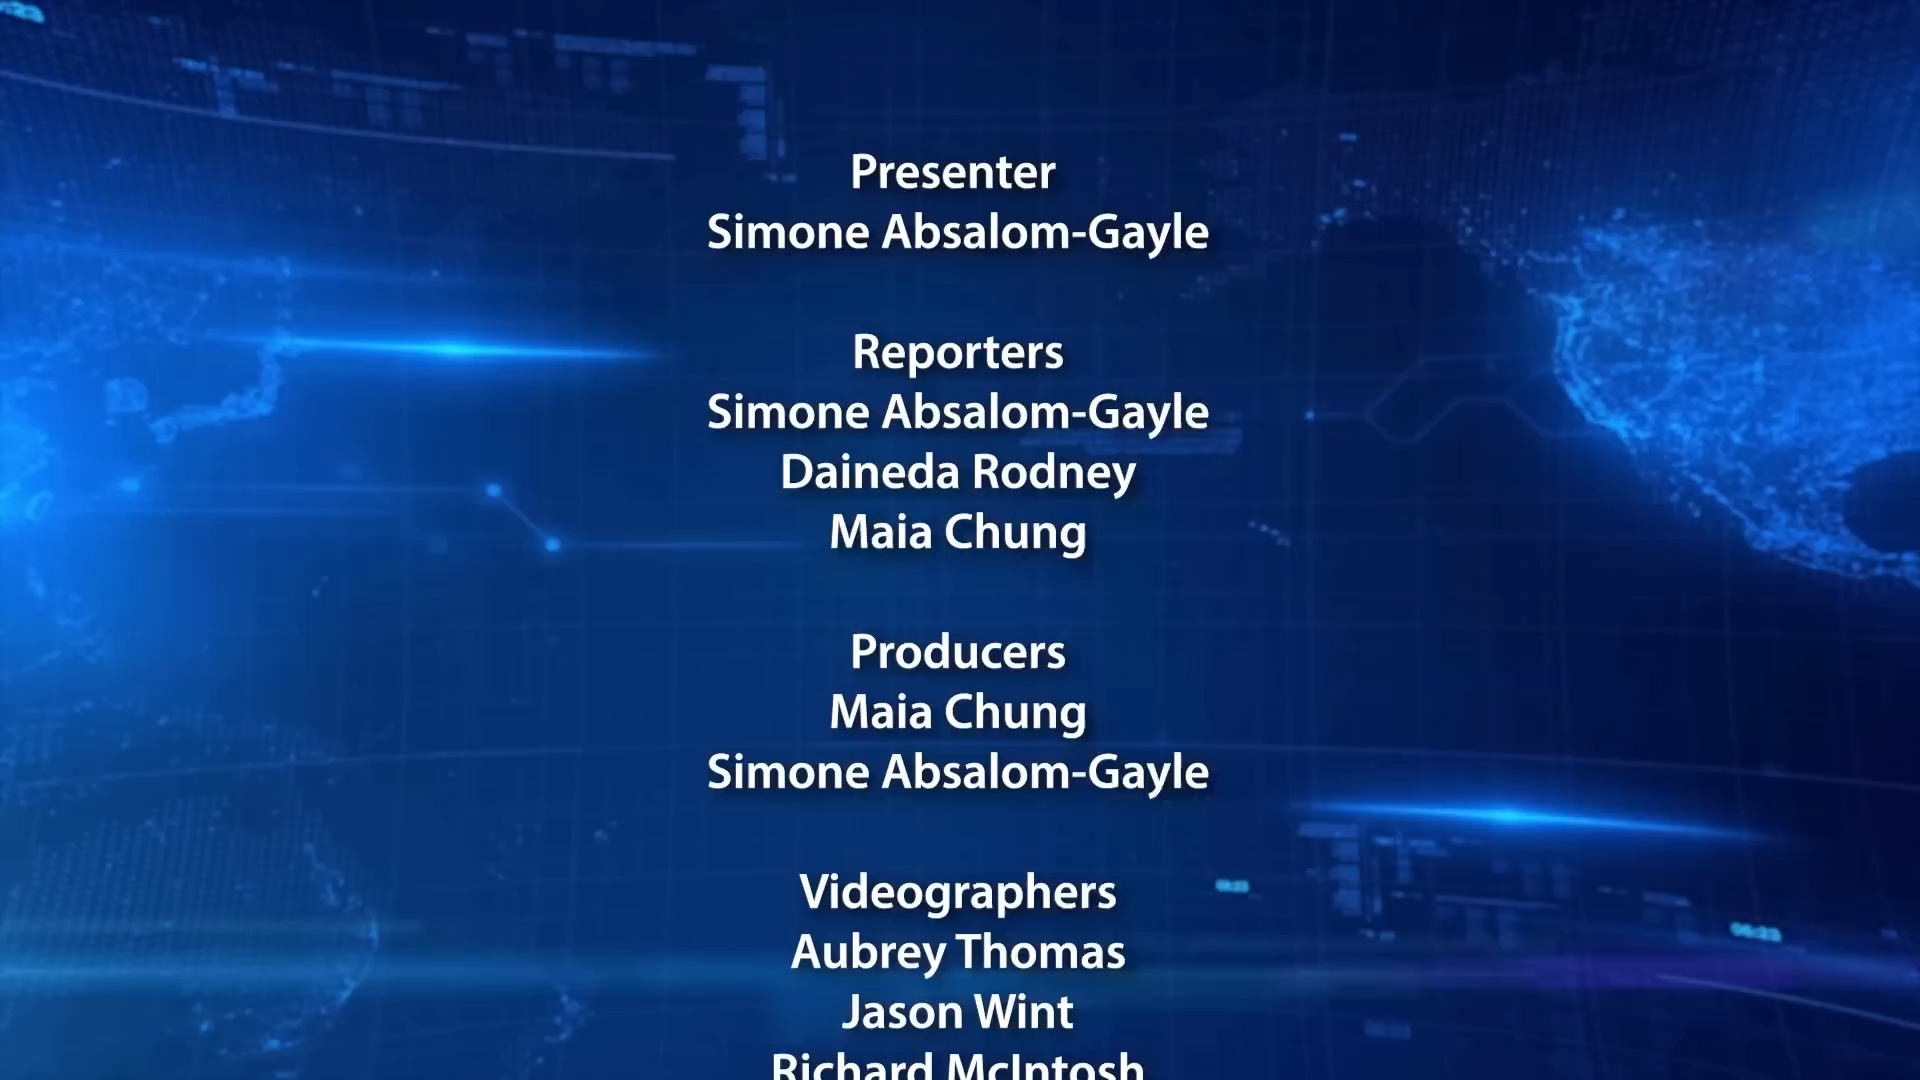 Presenter
Simone Absalom-Gayle
Reporters
Simone Absalom-Gayle
Daineda Rodney
Maia Chung
Producers
Maia Chung
Simone Absalom-Gayle
Videographers
Aubrey Thomas
Jason Wint
Richard McIntosh